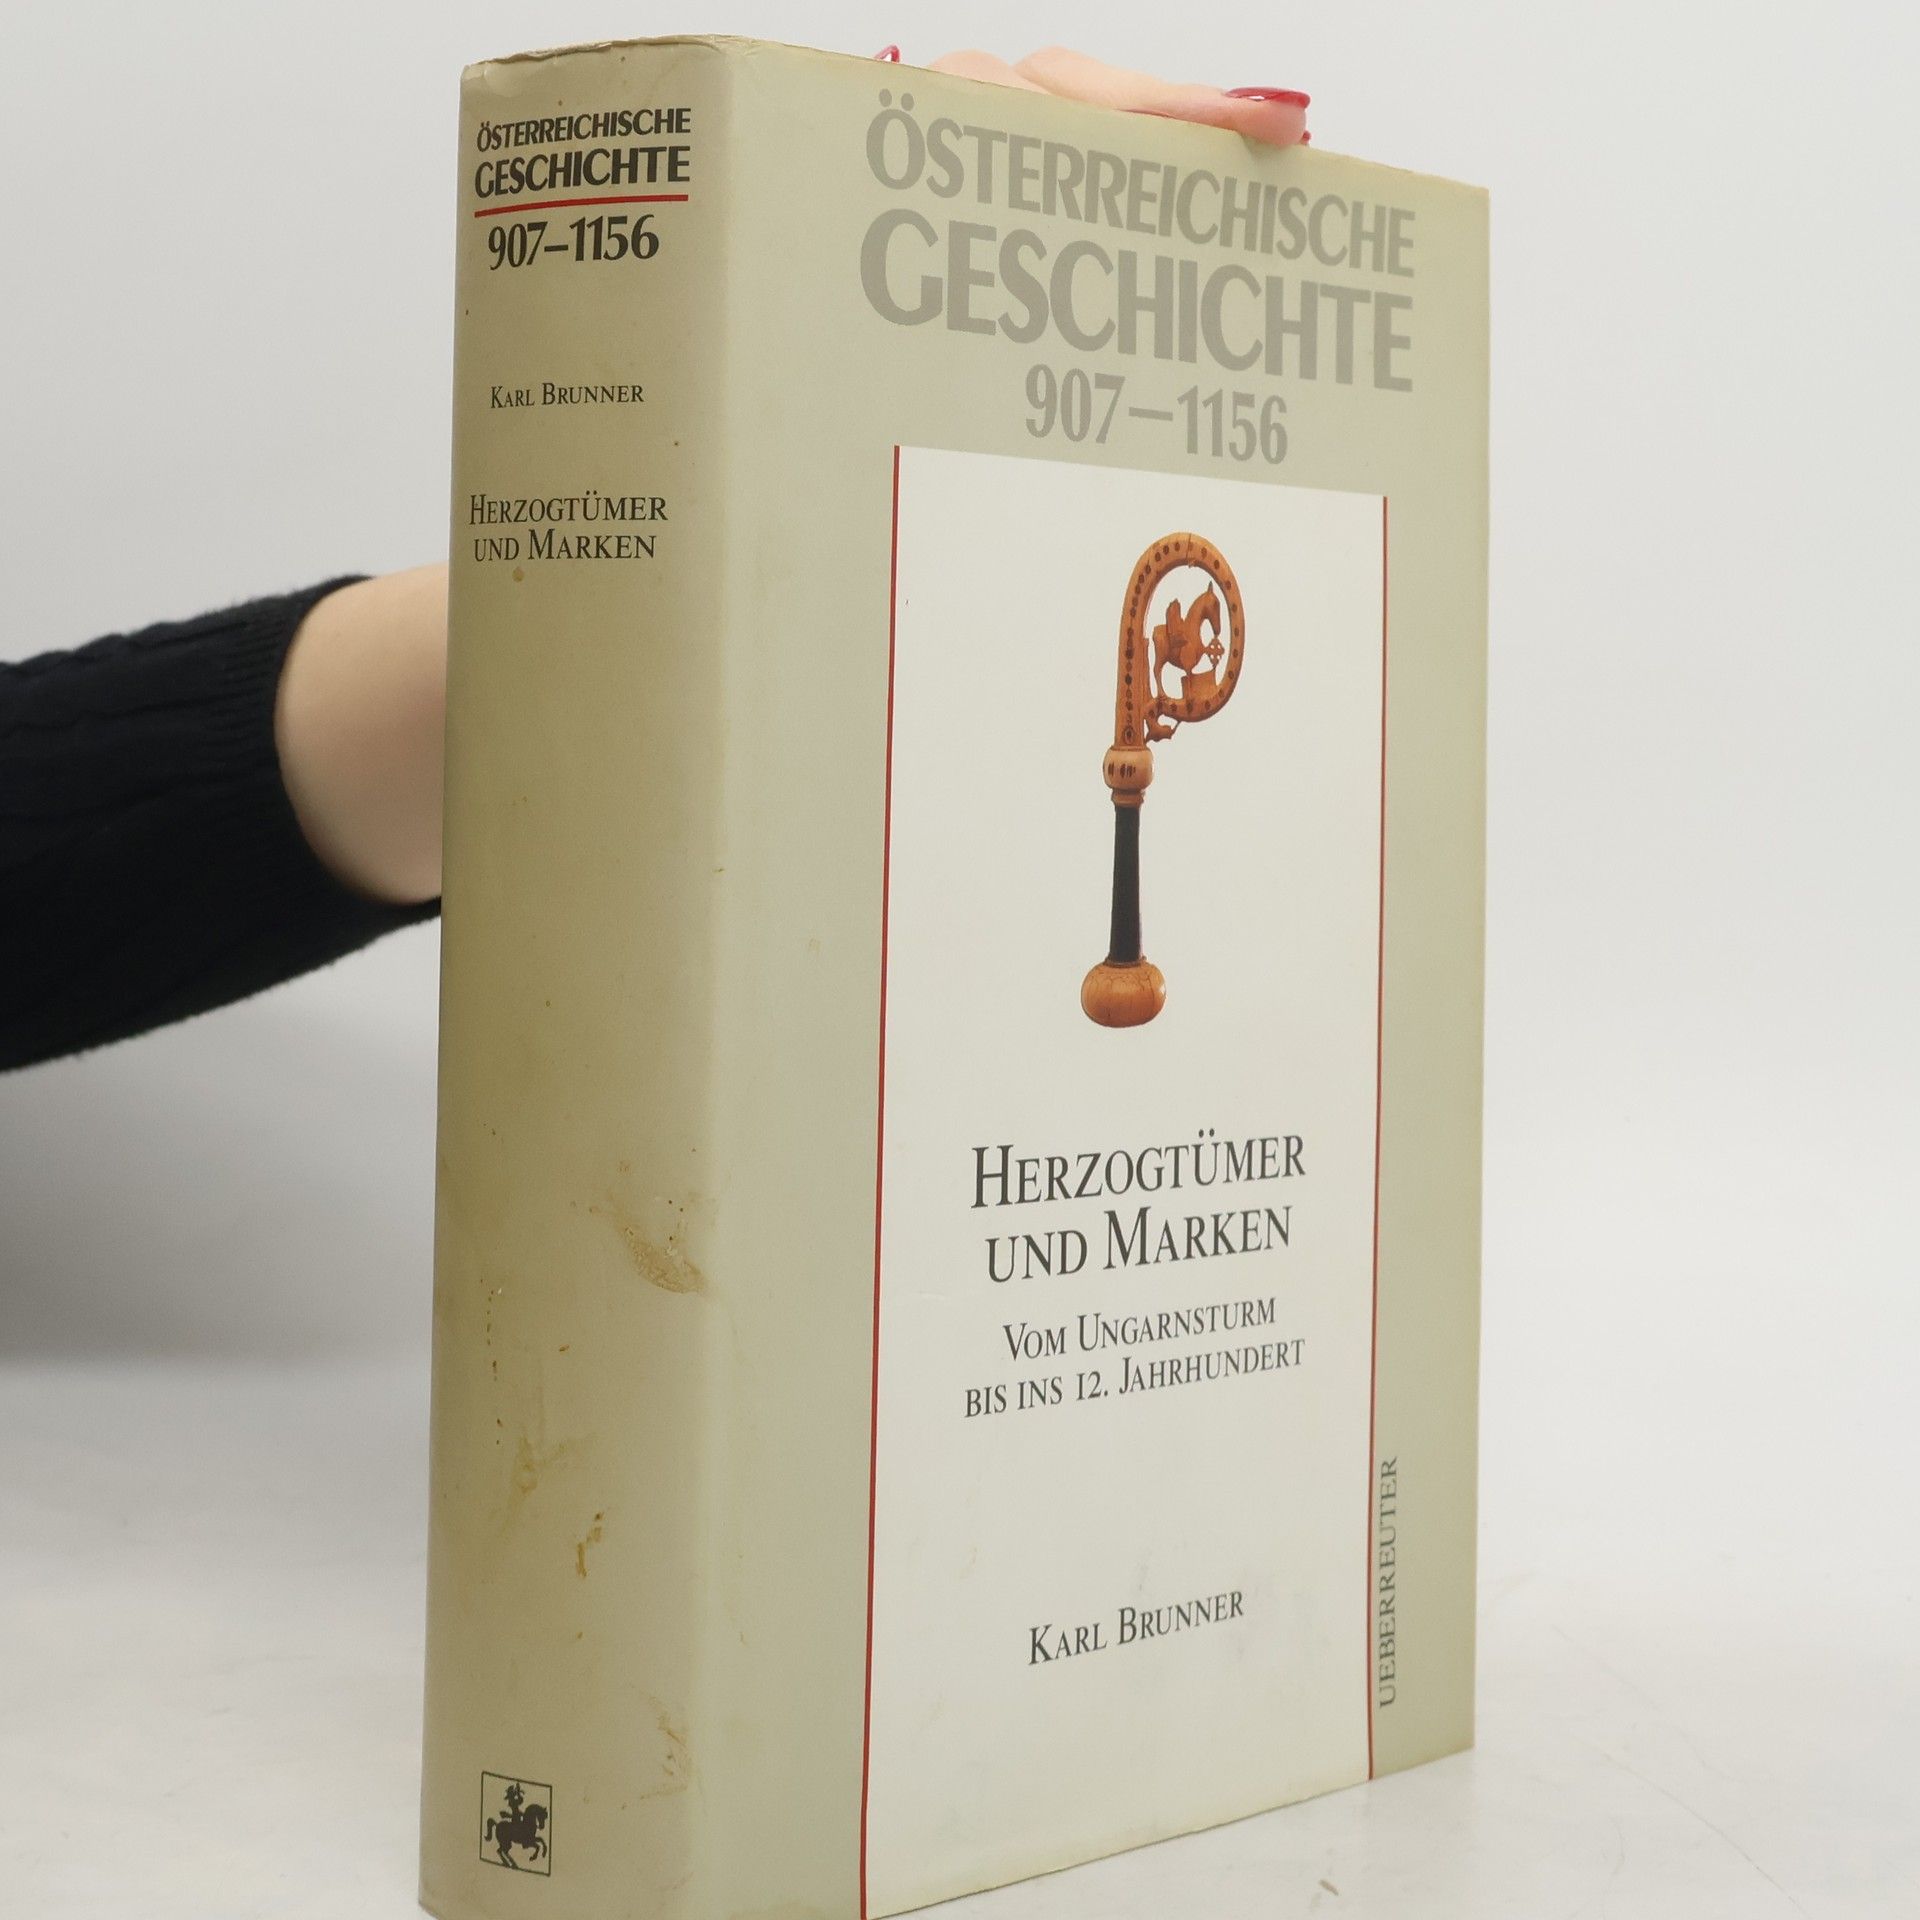 ÖSTERREICHISCHE
GESCHICHTE
907–1156
KARL BRUNNER
HERZOGTÜMER
UND MARKEN
ÖSTERREICHISCHE
GESCHICHTE
907–1156
HERZOGTÜMER
UND MARKEN
VOM UNGARNSTURM
BIS INS 12. JAHRHUNDERT
KARL BRUNNER
UEBERREUTER